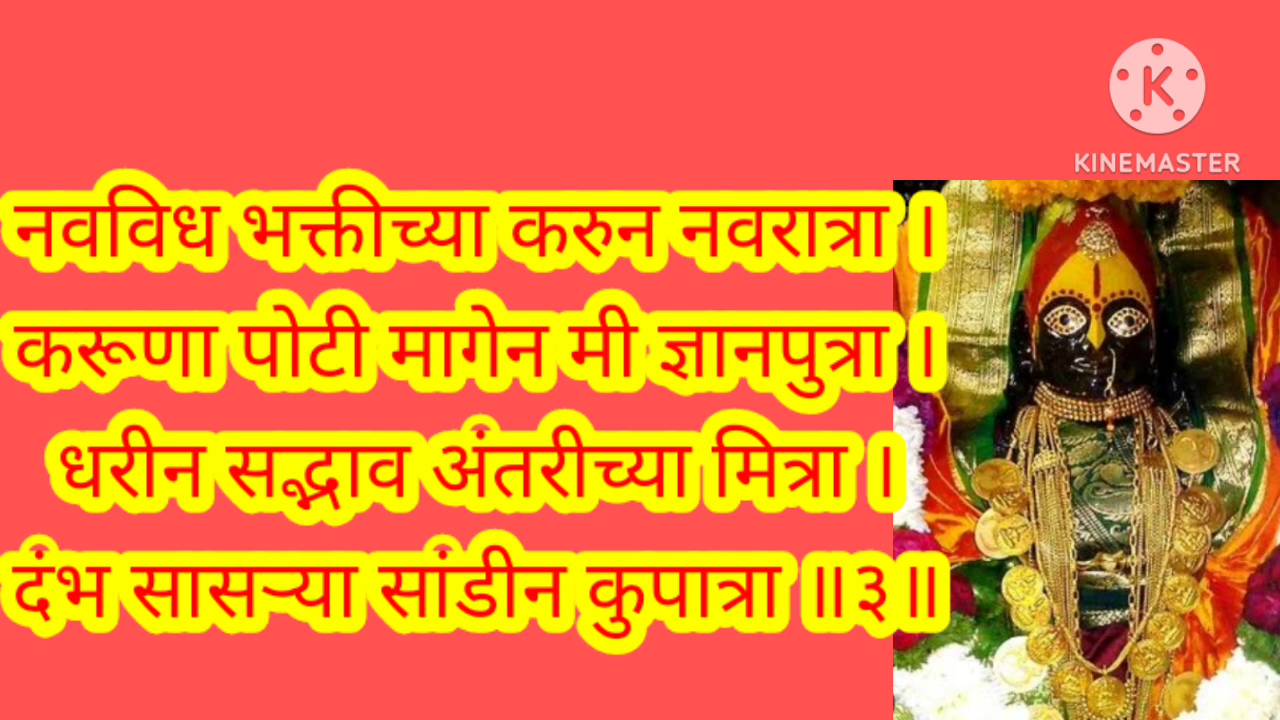 KINEMASTER
नवविध भक्तीच्या करुन नवरात्रा ।
करूणा पोटी मागेन मी ज्ञानपुत्रा ।
धरीन सद्भाव अंतरीच्या मित्रा ।
दंभ सासऱ्या सांडीन कुपात्रा ॥३॥